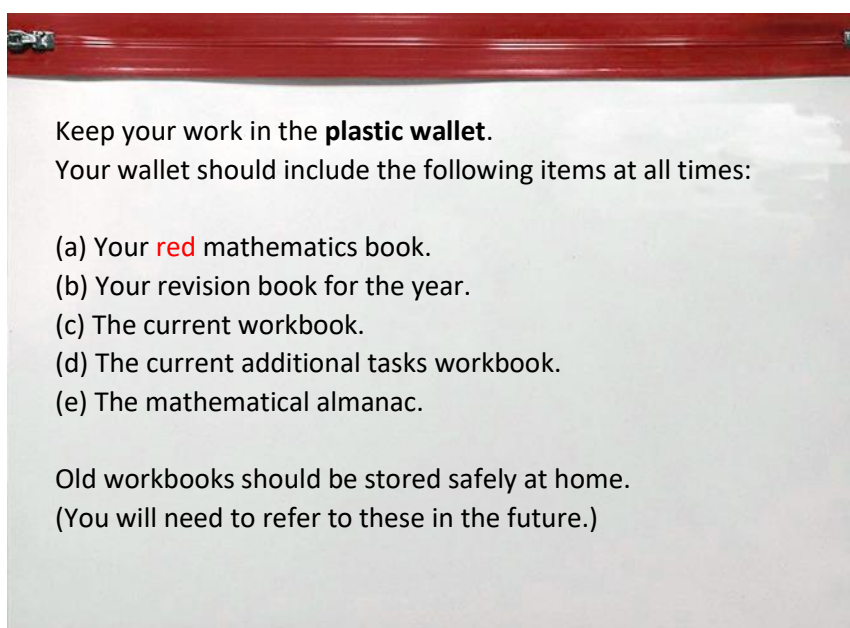 Keep your work in the plastic wallet.
Your wallet should include the following items at all times:
(a) Your red mathematics book.
(b) Your revision book for the year.
(c) The current workbook.
(d) The current additional tasks workbook.
(e) The mathematical almanac.
Old workbooks should be stored safely at home.
(You will need to refer to these in the future.)